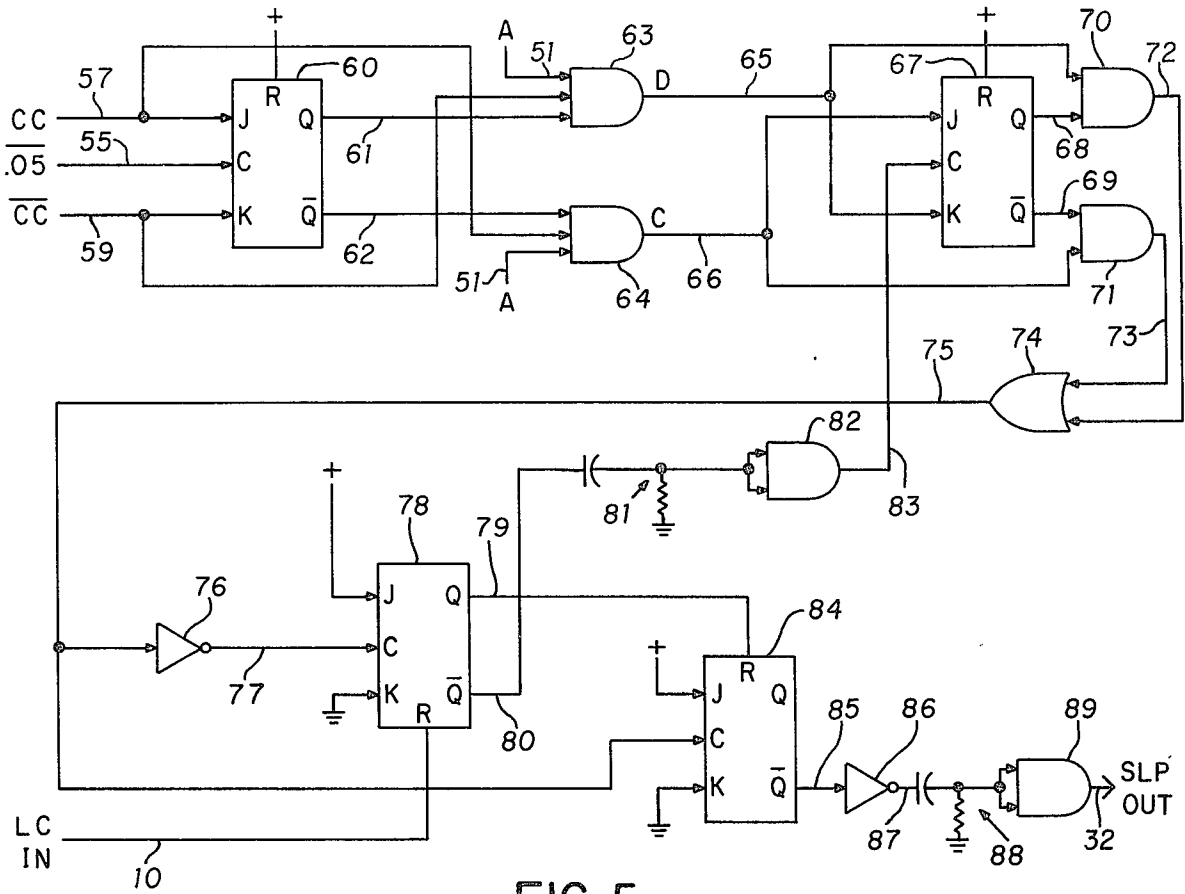 +
60
A
51
63
D
65
+
67
70
72
57
CC
J
R
Q
61
J
R
Q
68
.05
55
C
C
CC
59
K
Q
62
C
66
K
Q
69
51
A
64
71
73
75
74
82
+
81
83
78
79
76
J
Q
84
C
+
R
77
K
R
Q
80
J
Q
85
86
89
C
K
Q
87
88
32
SLP
OUT
LC
IN
10
FIG. 5